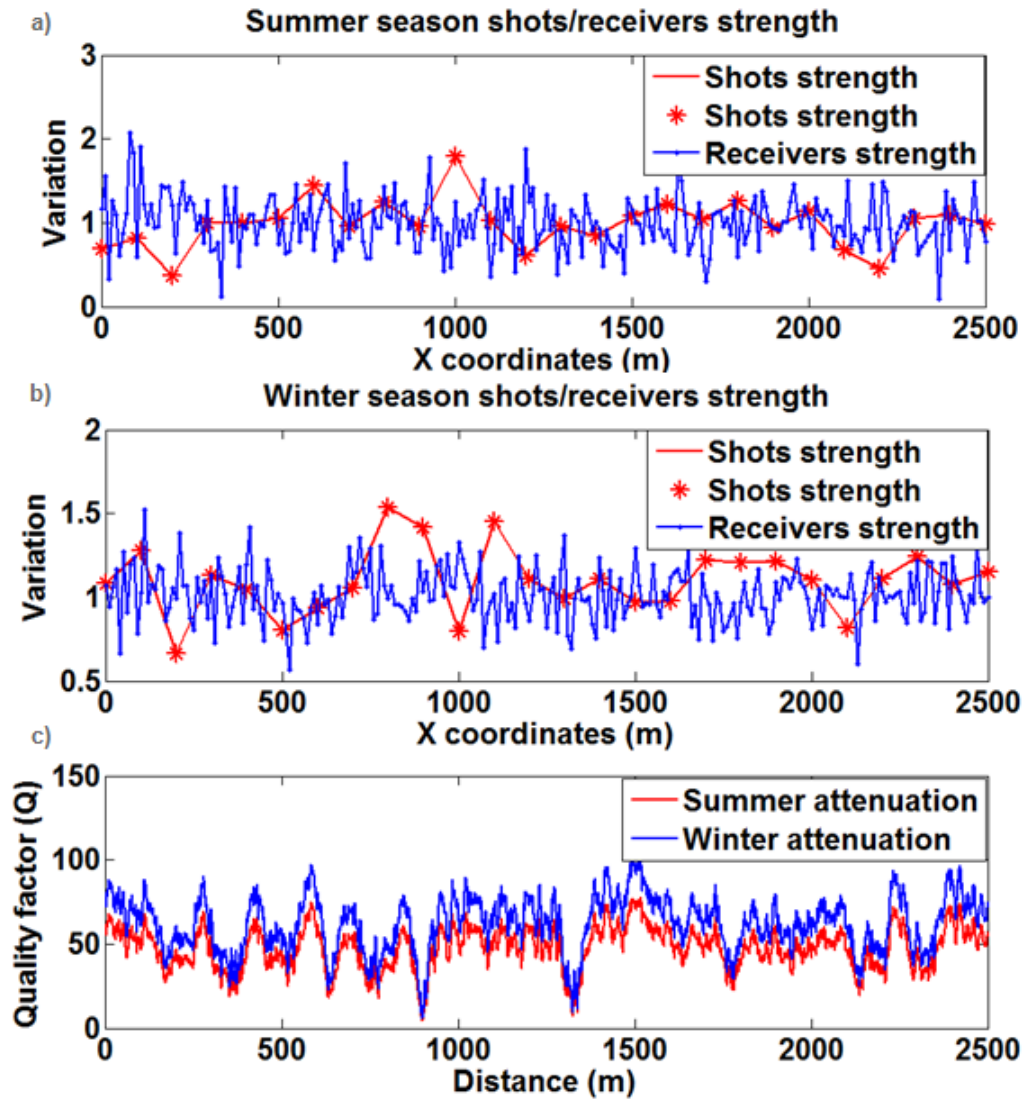 a)
Summer season shots/receivers strength
3
2
1
0
Variation
Shots strength
Shots strength
Receivers strength
0 500 1000 1500 2000 2500
X coordinates (m)
b)
Winter season shots/receivers strength
2
1.5
1
0.5
Variation
Shots strength
Shots strength
Receivers strength
0 500 1000 1500 2000 2500
X coordinates (m)
c)
150
100
50
0
Quality factor (Q)
Summer attenuation
Winter attenuation
0 500 1000 1500 2000 2500
Distance (m)